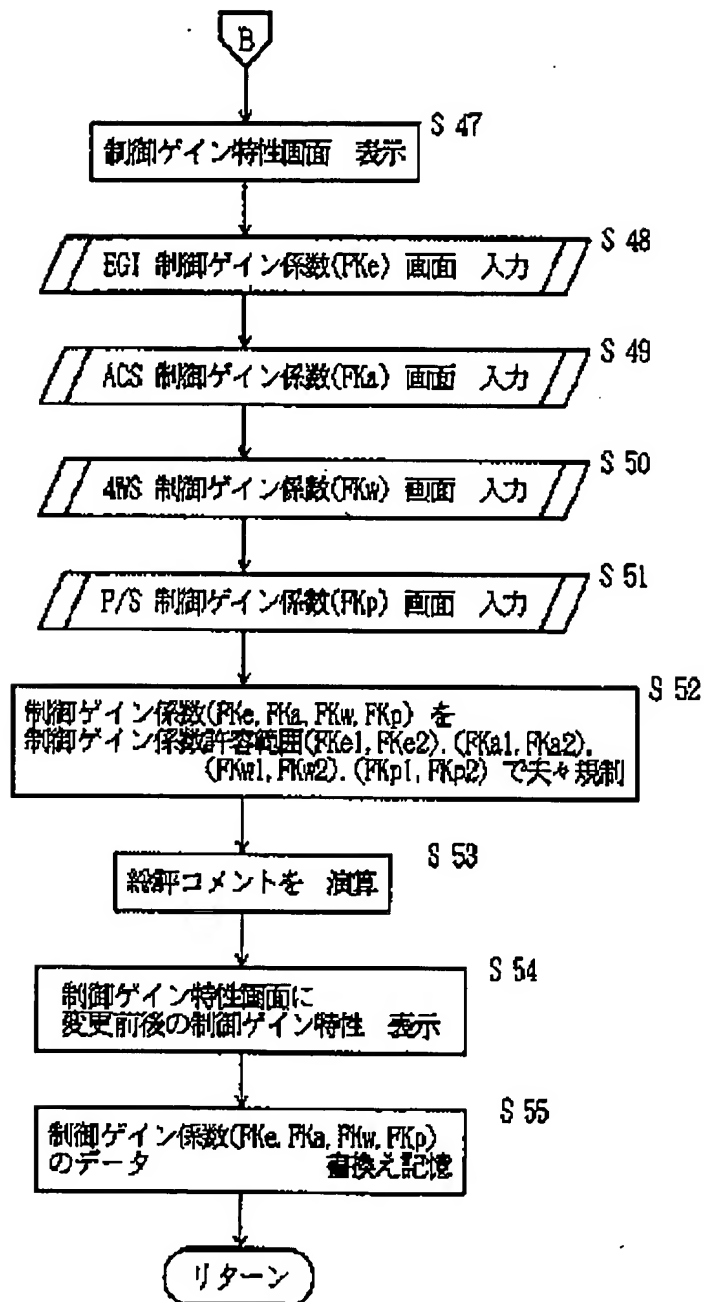 B
S 47
制御ゲイン特性画面 表示
S 48
EGI 制御ゲイン係数(FKe) 画面 入力
S 49
ACS 制御ゲイン係数(FKa) 画面 入力
S 50
4WS 制御ゲイン係数(FKw) 画面 入力
S 51
P/S 制御ゲイン係数(FKp) 画面 入力
S 52
制御ゲイン係数(FKe, FKa, FKw, FKp) を
制御ゲイン係数許容範囲(FKe1, FKe2). (FKa1, FKa2).
(FKw1, FKw2). (FKp1, FKp2) で夫々規制
S 53
総評コメントを 演算
S 54
制御ゲイン特性画面に
変更前後の制御ゲイン特性 表示
S 55
制御ゲイン係数(FKe, FKa, FKw, FKp)
のデータ 書換え記憶
リターン